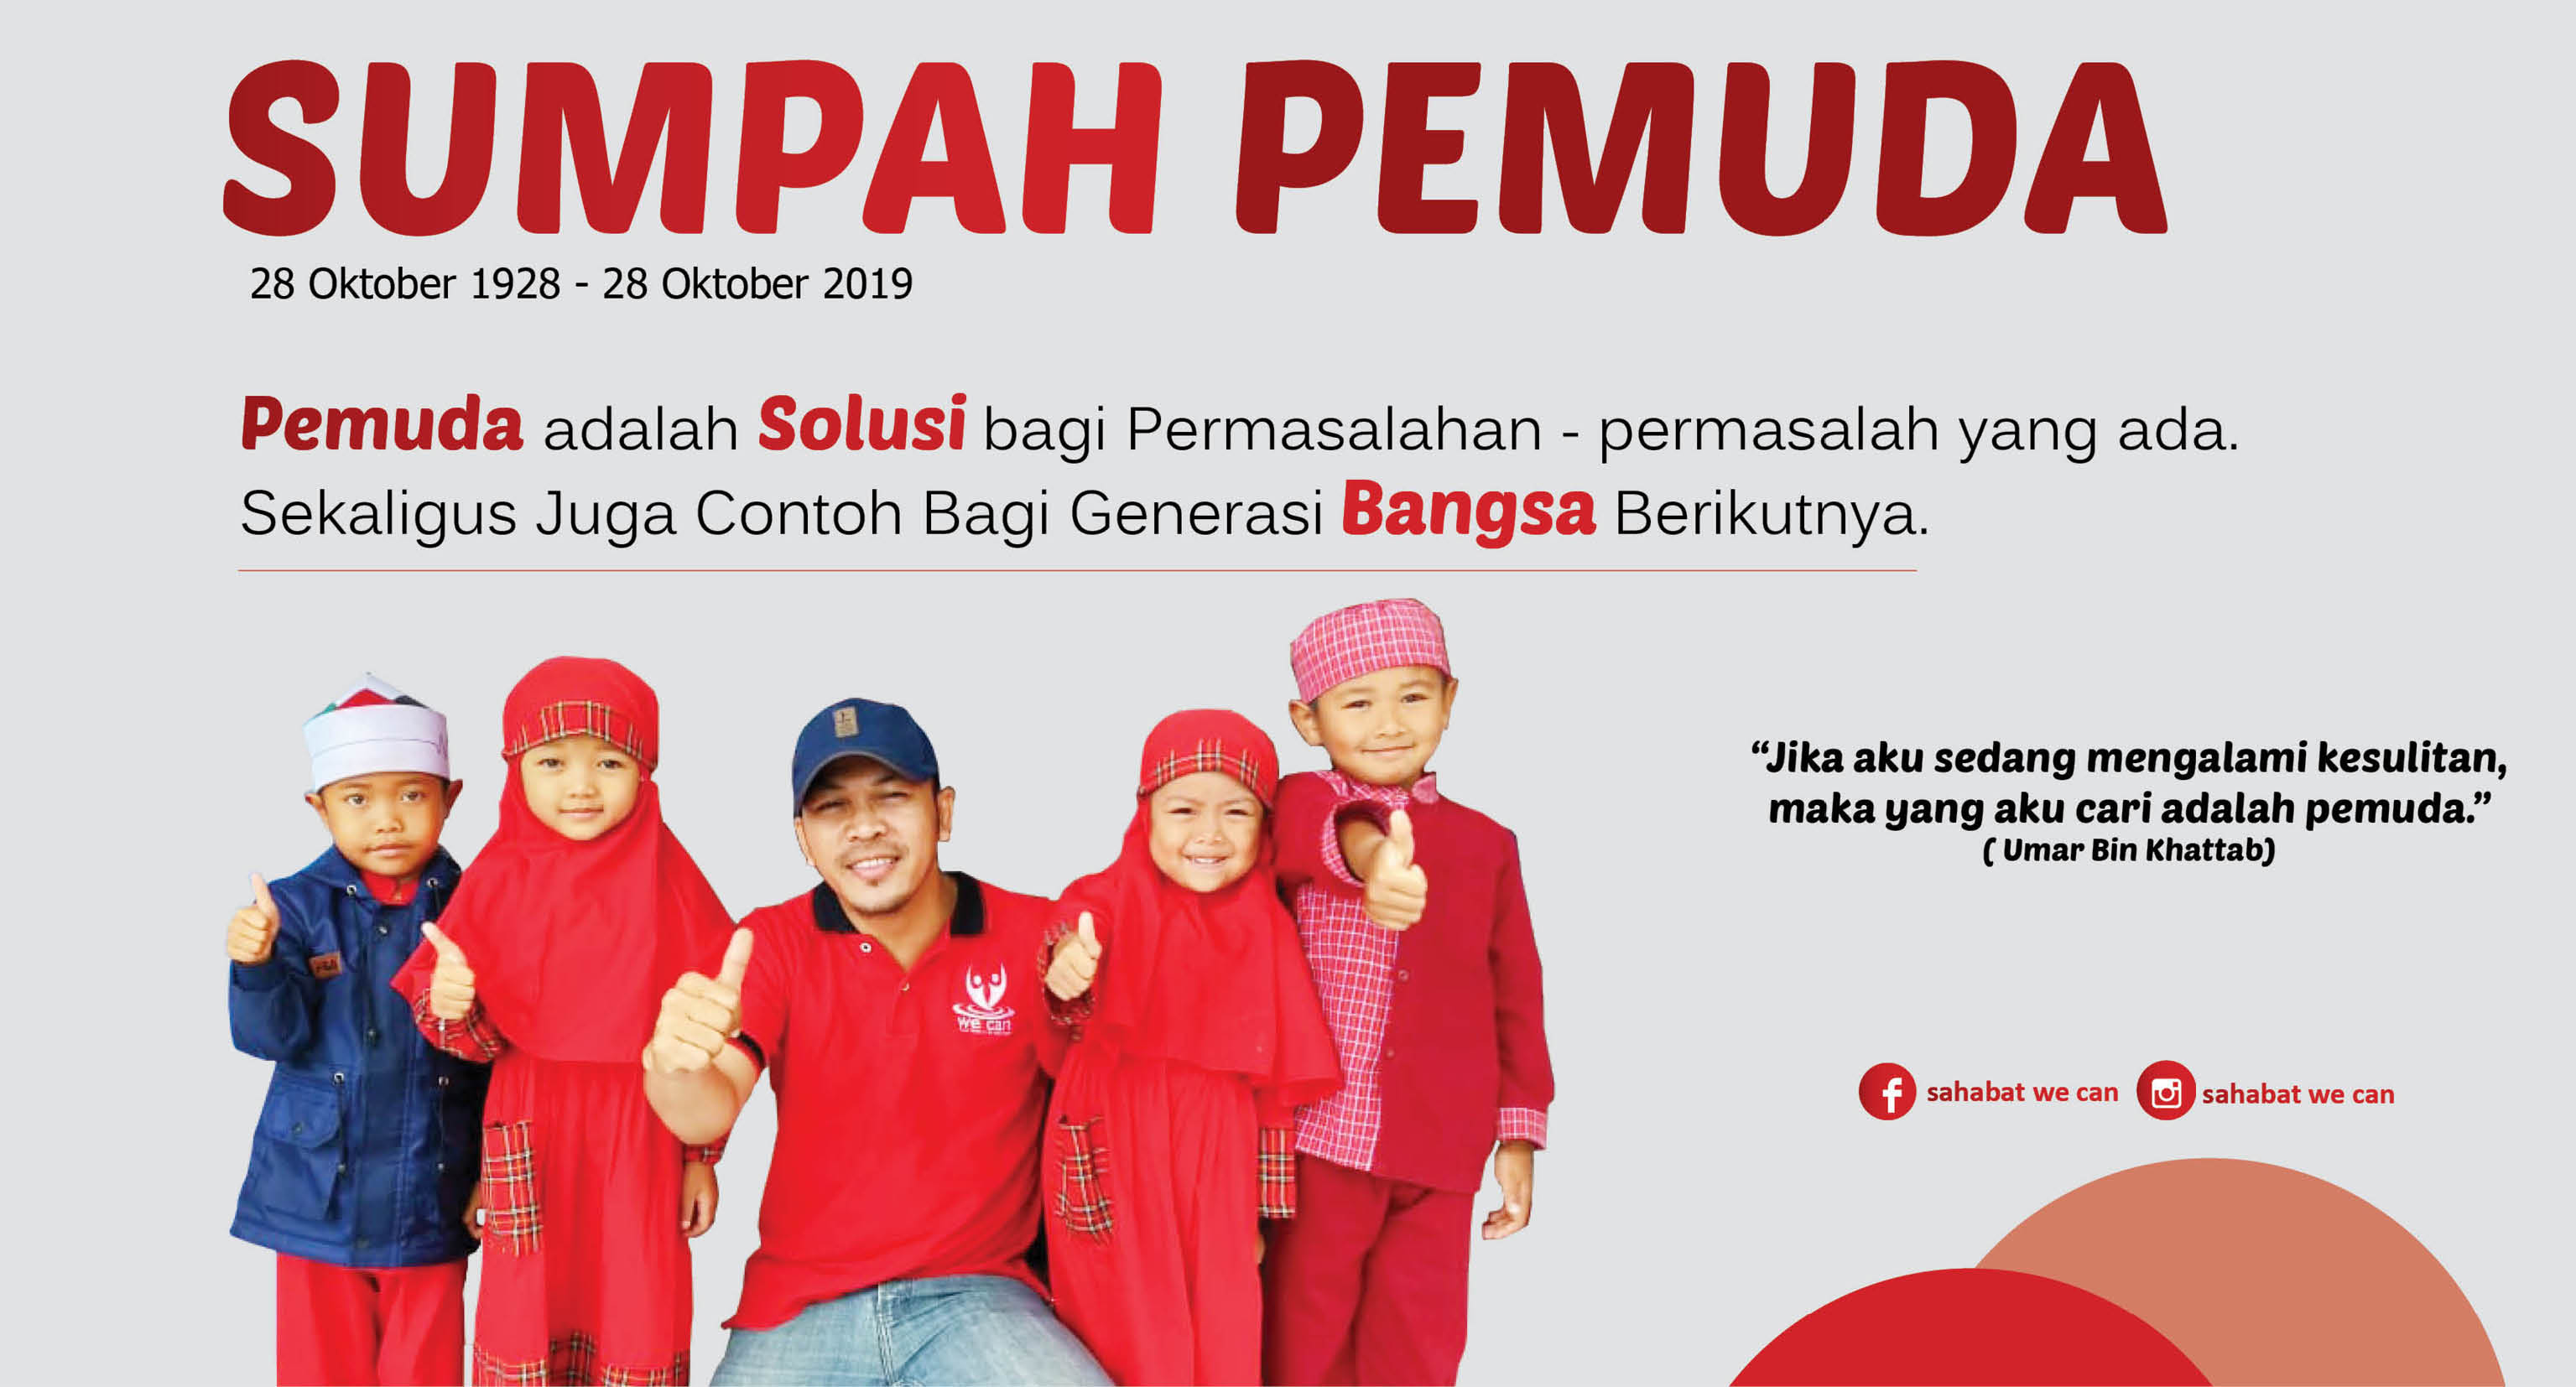 SUMPAH PEMUDA
28 Oktober 1928 - 28 Oktober 2019
Pemuda adalah Solusi bagi Permasalahan - permasalah yang ada.
Sekaligus Juga Contoh Bagi Generasi Bangsa Berikutnya.
“Jika aku sedang mengalami kesulitan,
maka yang aku cari adalah pemuda.”
( Umar Bin Khattab)
we can
sahabat we can sahabat we can